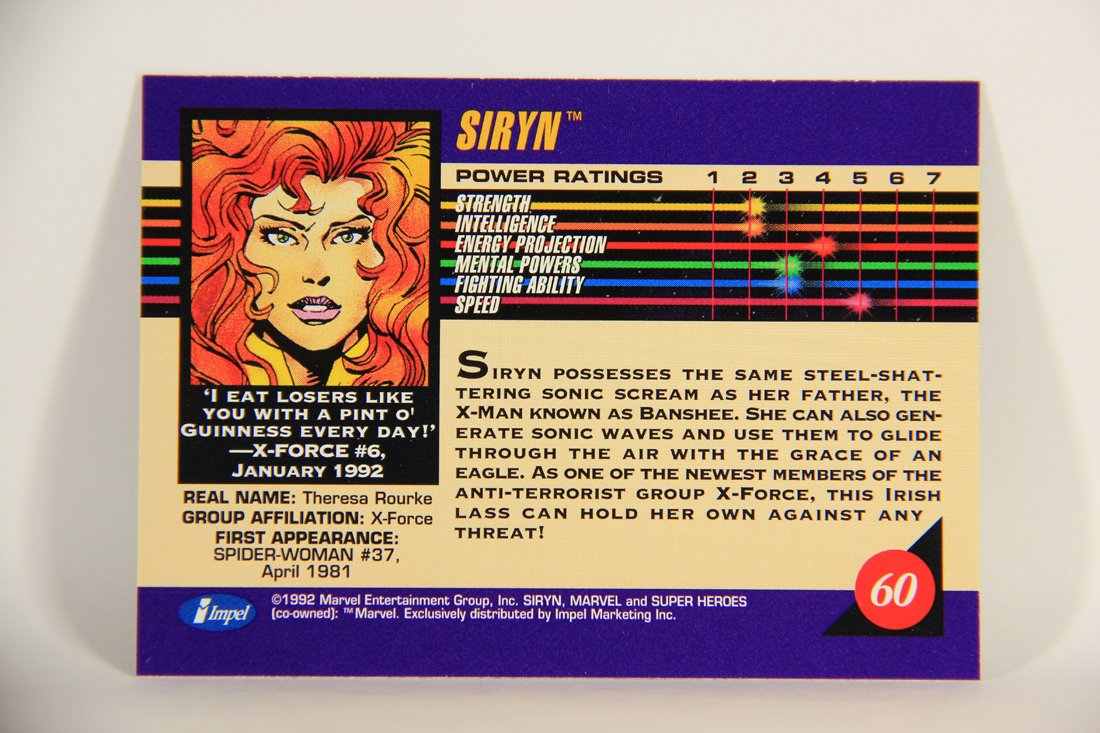 SIRYN™
POWER RATINGS 1 2 3 4 5 6 7
STRENGTH
INTELLIGENCE
ENERGY PROJECTION
MENTAL POWERS
FIGHTING ABILITY
SPEED
'I EAT LOSERS LIKE
YOU WITH A PINT O'
GUINNESS EVERY DAY!'
—X-FORCE #6,
JANUARY 1992
REAL NAME: Theresa Rourke
GROUP AFFILIATION: X-Force
FIRST APPEARANCE:
SPIDER-WOMAN #37,
April 1981
SIRYN POSSESSES THE SAME STEEL-SHAT-
TERING SONIC SCREAM AS HER FATHER, THE
X-MAN KNOWN AS BANSHEE. SHE CAN ALSO GEN-
ERATE SONIC WAVES AND USE THEM TO GLIDE
THROUGH THE AIR WITH THE GRACE OF AN
EAGLE. AS ONE OF THE NEWEST MEMBERS OF THE
ANTI-TERRORIST GROUP X-FORCE, THIS IRISH
LASS CAN HOLD HER OWN AGAINST ANY
THREAT!
60
Impel
©1992 Marvel Entertainment Group, Inc. SIRYN, MARVEL and SUPER HEROES
(co-owned): ™Marvel. Exclusively distributed by Impel Marketing Inc.